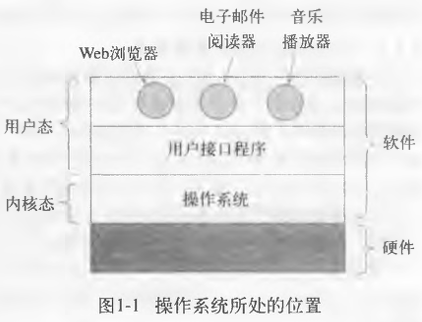 电子邮件 音乐
Web浏览器 阅读器 播放器
用户态
用户接口程序
软件
内核态
操作系统
硬件
图1-1 操作系统所处的位置